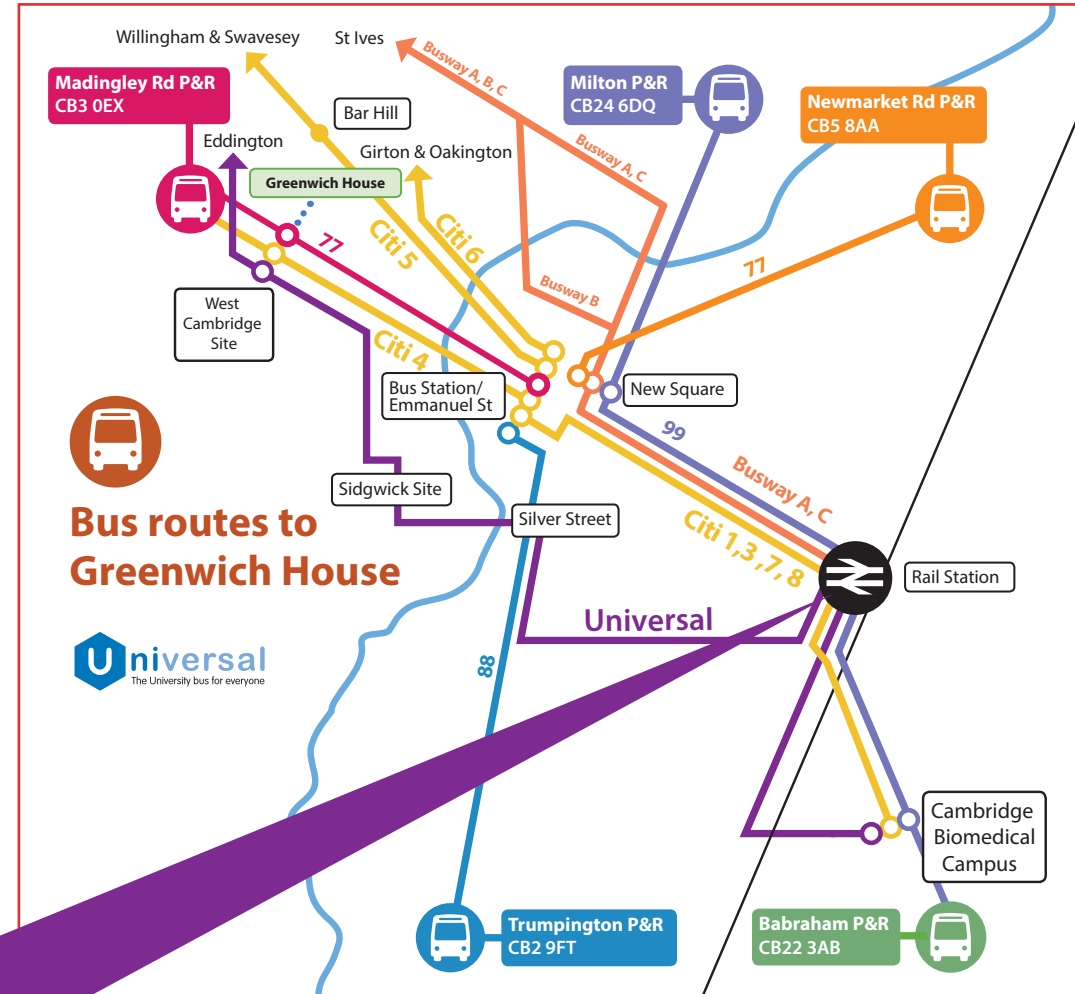 Willingham & Swavesey
St Ives
Busway A, B, C
Madingley Rd P&R
CB3 0EX
Milton P&R
CB24 6DQ
Newmarket Rd P&R
CB5 8AA
Bar Hill
Eddington
Girton & Oakington
Busway A, C
Greenwich House
77
Citi 5
Citi 6
77
Busway B
West
Cambridge
Site
Citi 4
Bus Station/
Emmanuel St
New Square
99
Busway A, C
Sidgwick Site
Silver Street
Citi 1,3 ,7, 8
Bus routes to
Greenwich House
Rail Station
Universal
Universal
The University bus for everyone
88
Cambridge
Biomedical
Campus
Trumpington P&R
CB2 9FT
Babraham P&R
CB22 3AB